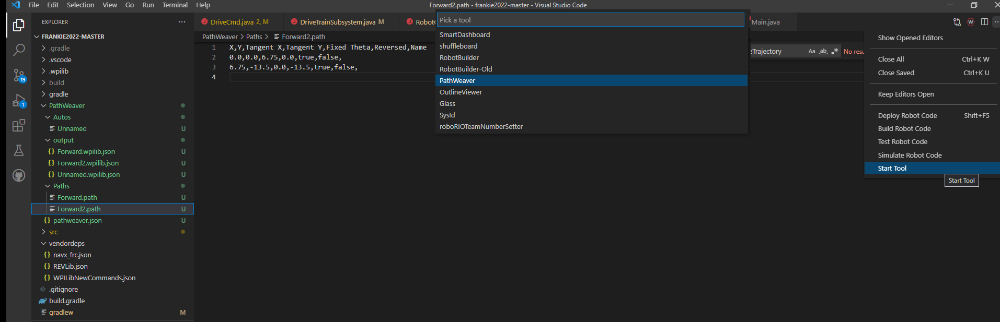 File Edit Selection View Go Run Terminal Help
Forward2.path - frankie2022-master - Visual Studio Code
EXPLORER
FRANKIE2022-MASTER
.gradle
.vscode
.wpilib
build
gradle
PathWeaver
Autos
Unnamed U
output
Forward.wpilib.json U
Forward2.wpilib.json U
Unnamed.wpilib.json U
Paths
Forward.path U
Forward2.path U
pathweaver.json U
src
vendordeps
navx_frc.json
REVLib.json
WPILibNewCommands.json
.gitignore
build.gradle
gradlew M
19
1
DriveCmd.java 2, M
DriveTrainSubsystem.java M
Main.java
PathWeaver > Paths > Forward2.path
1 X,Y,Tangent X,Tangent Y,Fixed Theta,Reversed,Name
2 0.0,0.0,6.75,0.0,true,false,
3 6.75,-13.5,0.0,-13.5,true,false,
4
Pick a tool
SmartDashboard
shuffleboard
RobotBuilder
RobotBuilder-Old
PathWeaver
OutlineViewer
Glass
SysId
roboRIOTeamNumberSetter
eTrajectory Aa ab .* No resu
W
Show Opened Editors
Close All Ctrl+K W
Close Saved Ctrl+K U
Keep Editors Open
Deploy Robot Code Shift+F5
Build Robot Code
Test Robot Code
Simulate Robot Code
Start Tool
Start Tool